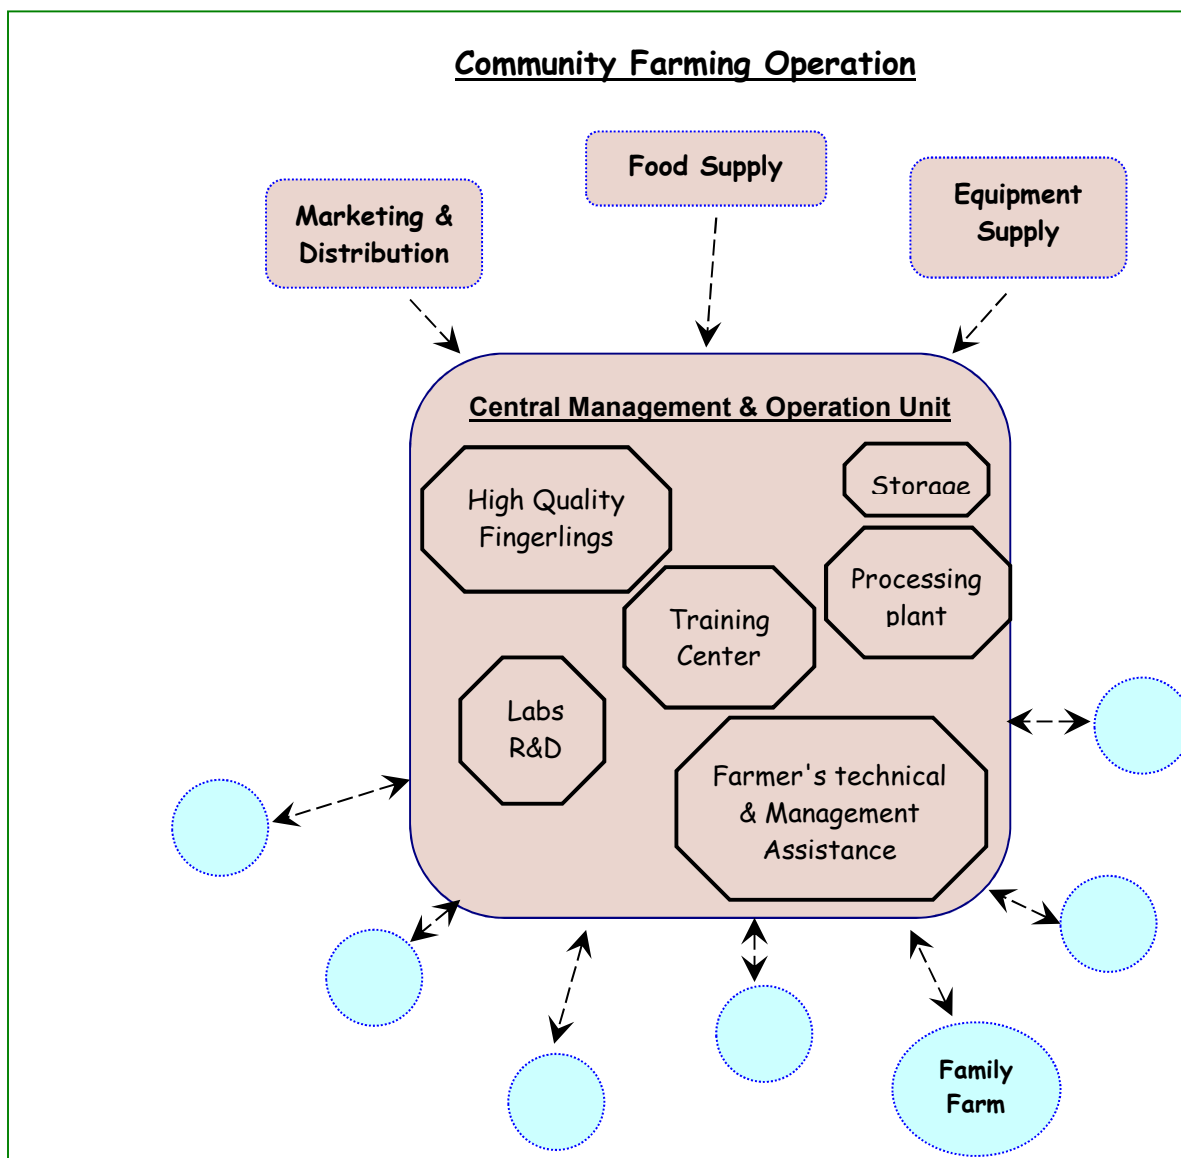 Community Farming Operation
Food Supply
Marketing &
Distribution
Equipment
Supply
Central Management & Operation Unit
High Quality
Fingerlings
Storage
Processing
plant
Training
Center
Labs
R&D
Farmer's technical
& Management
Assistance
Family
Farm